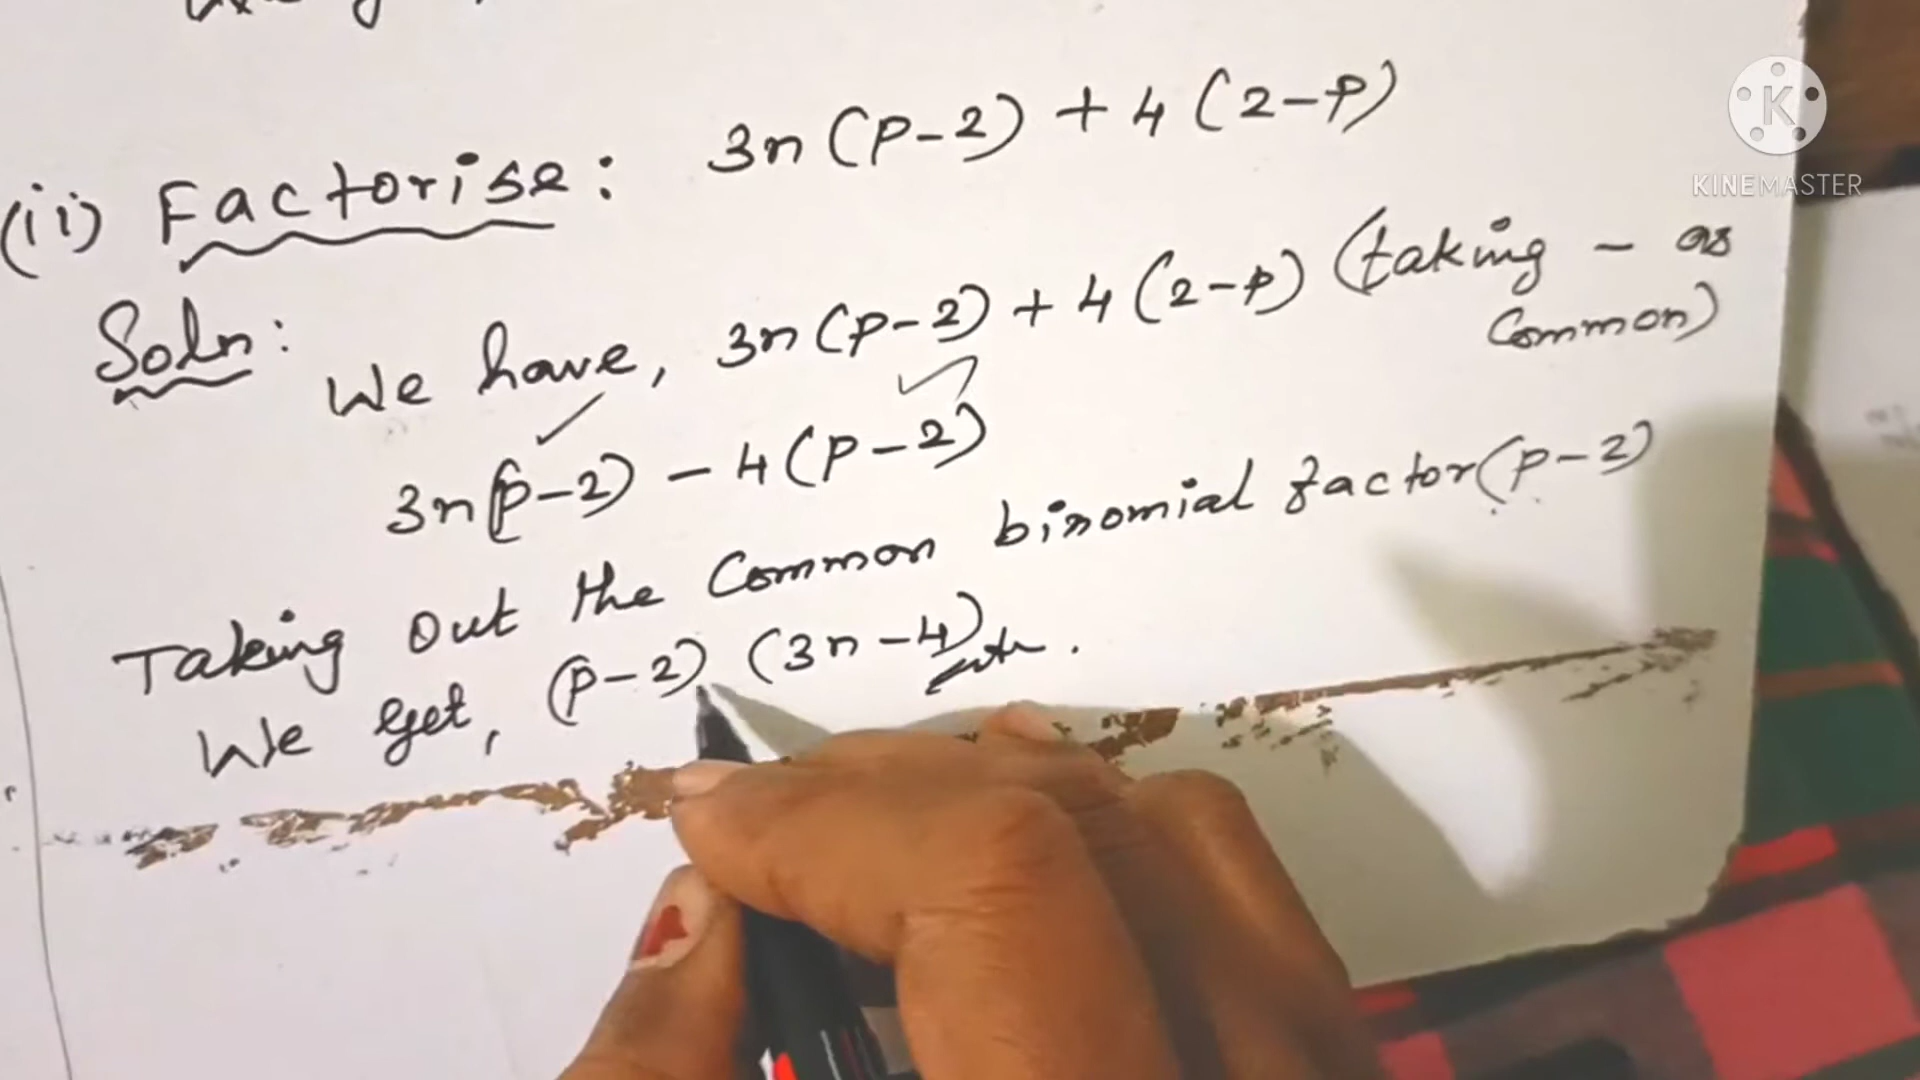 (ii) Factorise: 3n(p-2) + 4(2-p)
Soln: We have, 3n(p-2) + 4(2-p) (taking - as
common)
3n(p-2) - 4(p-2)
Taking out the Common binomial factor (p-2)
We get, (p-2) (3n-4)
K
KINEMASTER